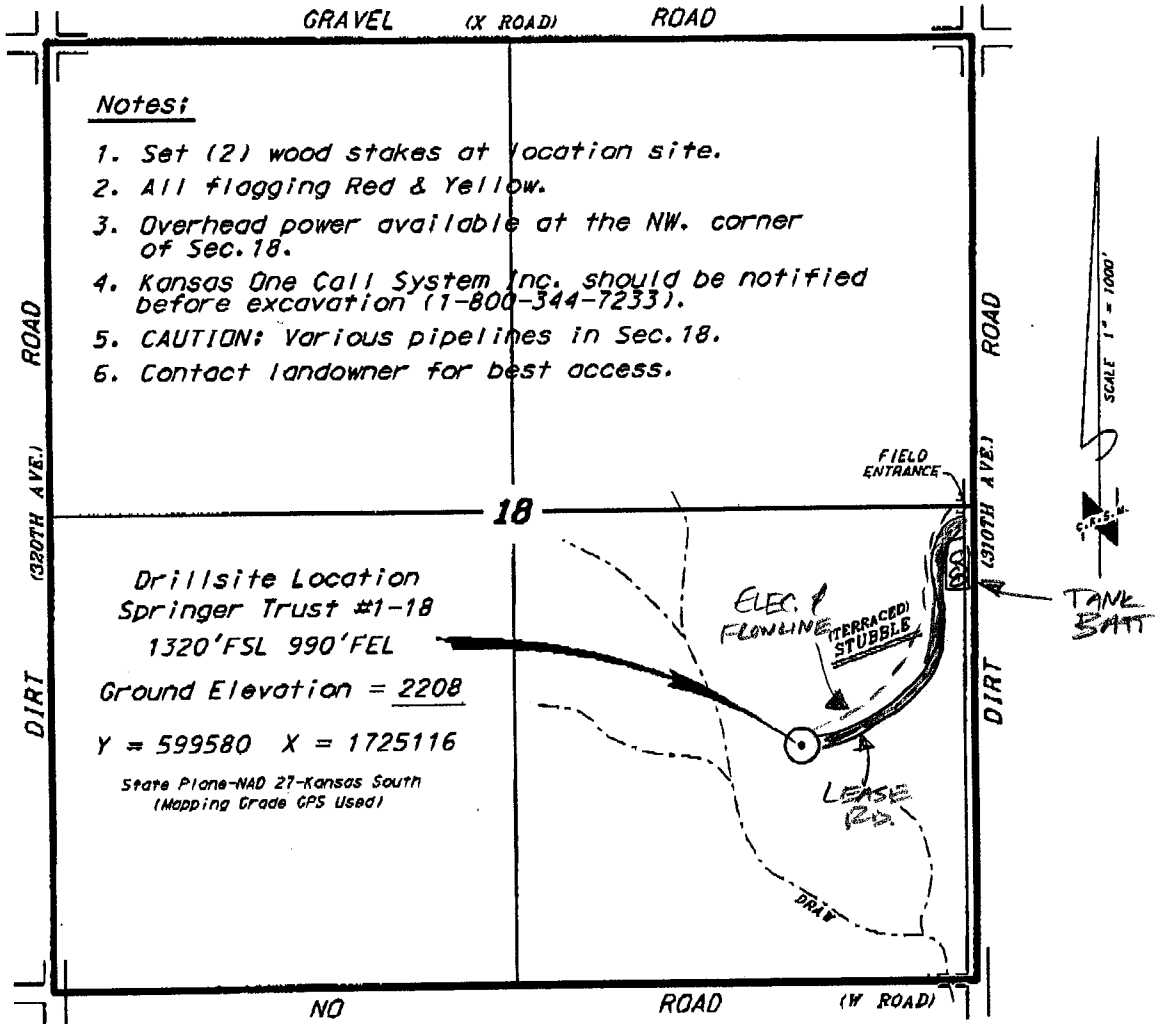 GRAVEL (X ROAD) ROAD
Notes:
1. Set (2) wood stakes at location site.
2. All flagging Red & Yellow.
3. Overhead power available at the NW. corner
of Sec. 18.
4. Kansas One Call System Inc. should be notified
before excavation (1-800-344-7233).
5. CAUTION: Various pipelines in Sec. 18.
6. Contact landowner for best access.
ROAD
(320TH AVE.)
DIRT
ROAD
(310TH AVE.)
DIRT
SCALE 1" = 1000'
C.R.S.M.
FIELD
ENTRANCE
18
Drillsite Location
Springer Trust #1-18
1320'FSL 990'FEL
Ground Elevation = 2208
Y = 599580 X = 1725116
State Plane-NAD 27-Kansas South
(Mapping Grade GPS Used)
ELEC. &
FLOWLINE
(TERRACED)
STUBBLE
TANK
BATT
LEASE
RD.
DRAW
NO ROAD (W ROAD)